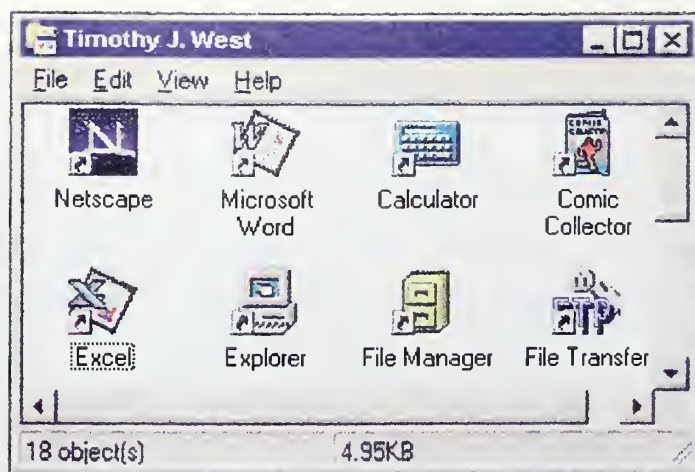 Timothy J. West
File Edit View Help
Netscape Microsoft Word Calculator Comic Collector
Excel Explorer File Manager File Transfer
18 object(s) 4.95KB